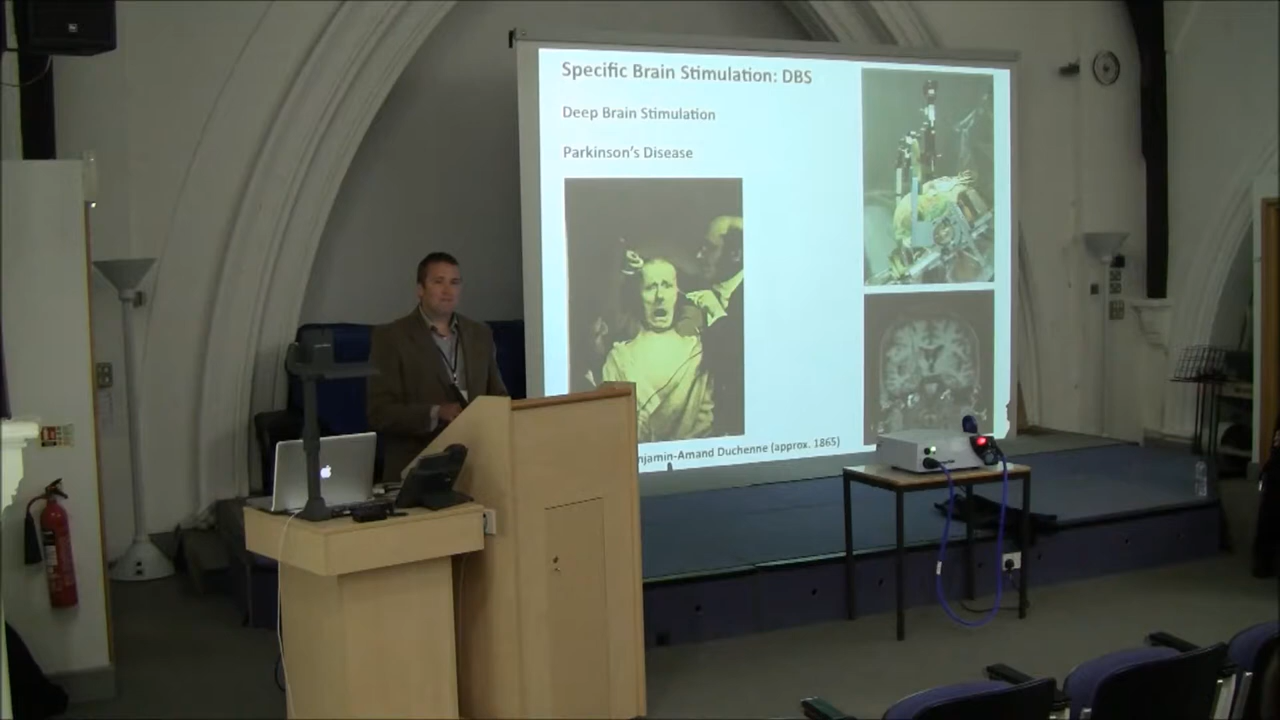 Specific Brain Stimulation: DBS
Deep Brain Stimulation
Parkinson's Disease
njamin-Amand Duchenne (approx. 1865)